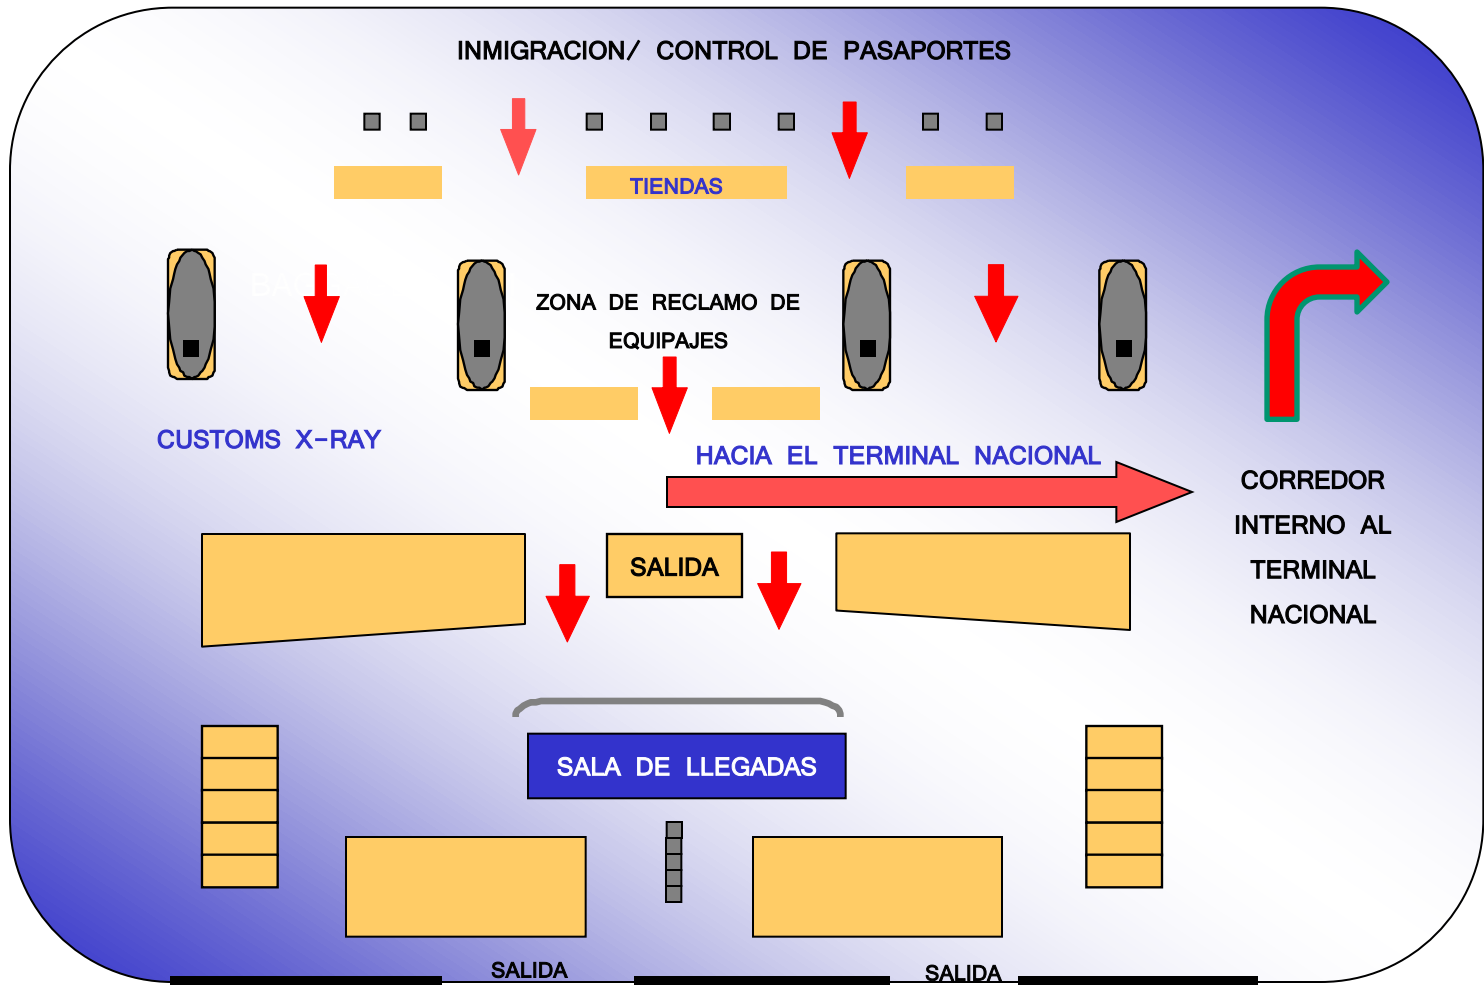 INMIGRACION/ CONTROL DE PASAPORTES
TIENDAS
ZONA DE RECLAMO DE
EQUIPAJES
CUSTOMS X-RAY
HACIA EL TERMINAL NACIONAL
CORREDOR
INTERNO AL
TERMINAL
NACIONAL
SALIDA
SALA DE LLEGADAS
SALIDA
SALIDA